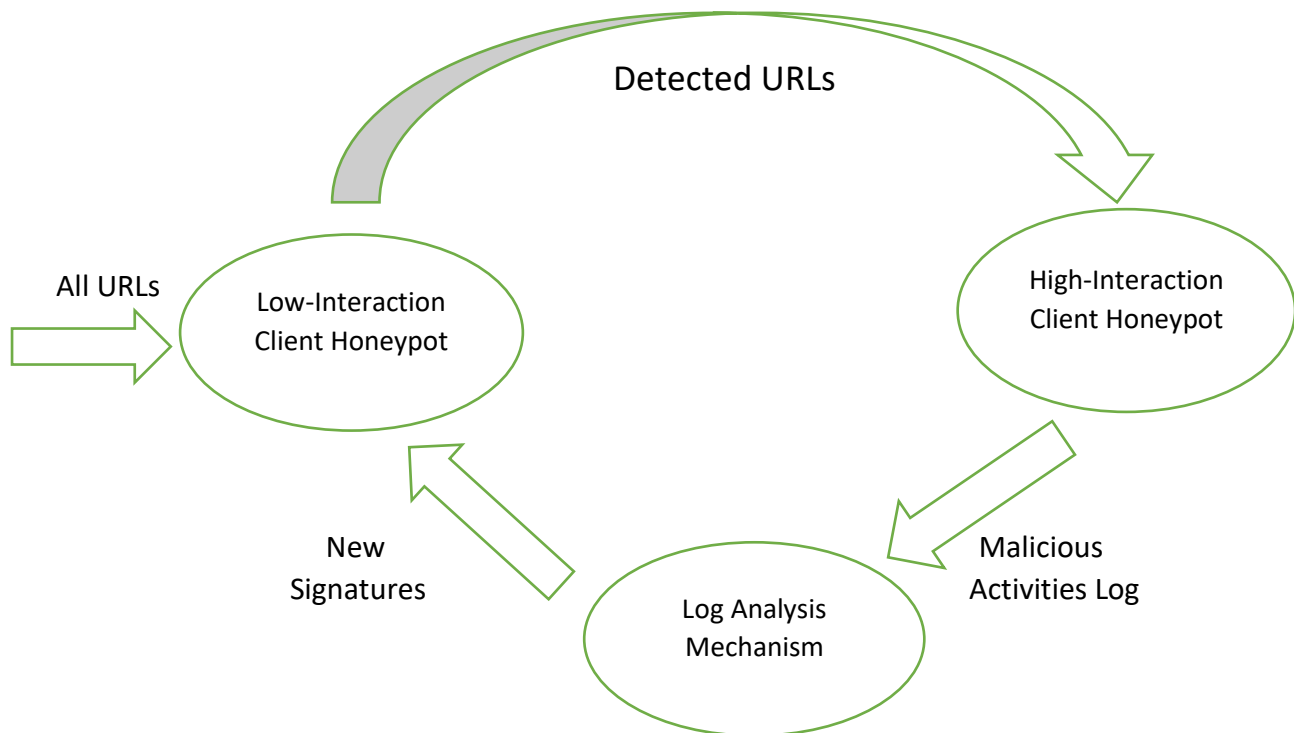 Detected URLs
All URLs
Low-Interaction
Client Honeypot
High-Interaction
Client Honeypot
New
Signatures
Malicious
Activities Log
Log Analysis
Mechanism